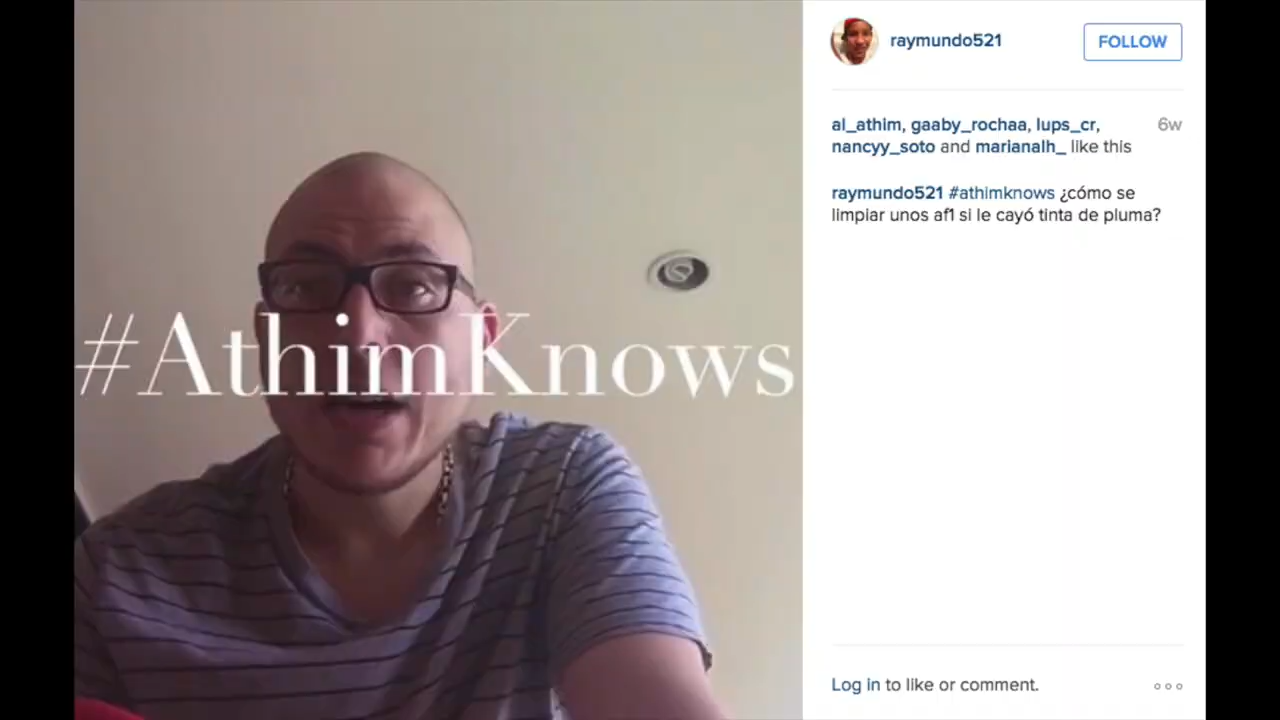 #AthimKnows
raymundo521
FOLLOW
al_athim, gaaby_rochaa, lups_cr,
nancyy_soto and marianalh_ like this
6w
raymundo521 #athimknows ¿cómo se
limpiar unos af1 si le cayó tinta de pluma?
Log in to like or comment.